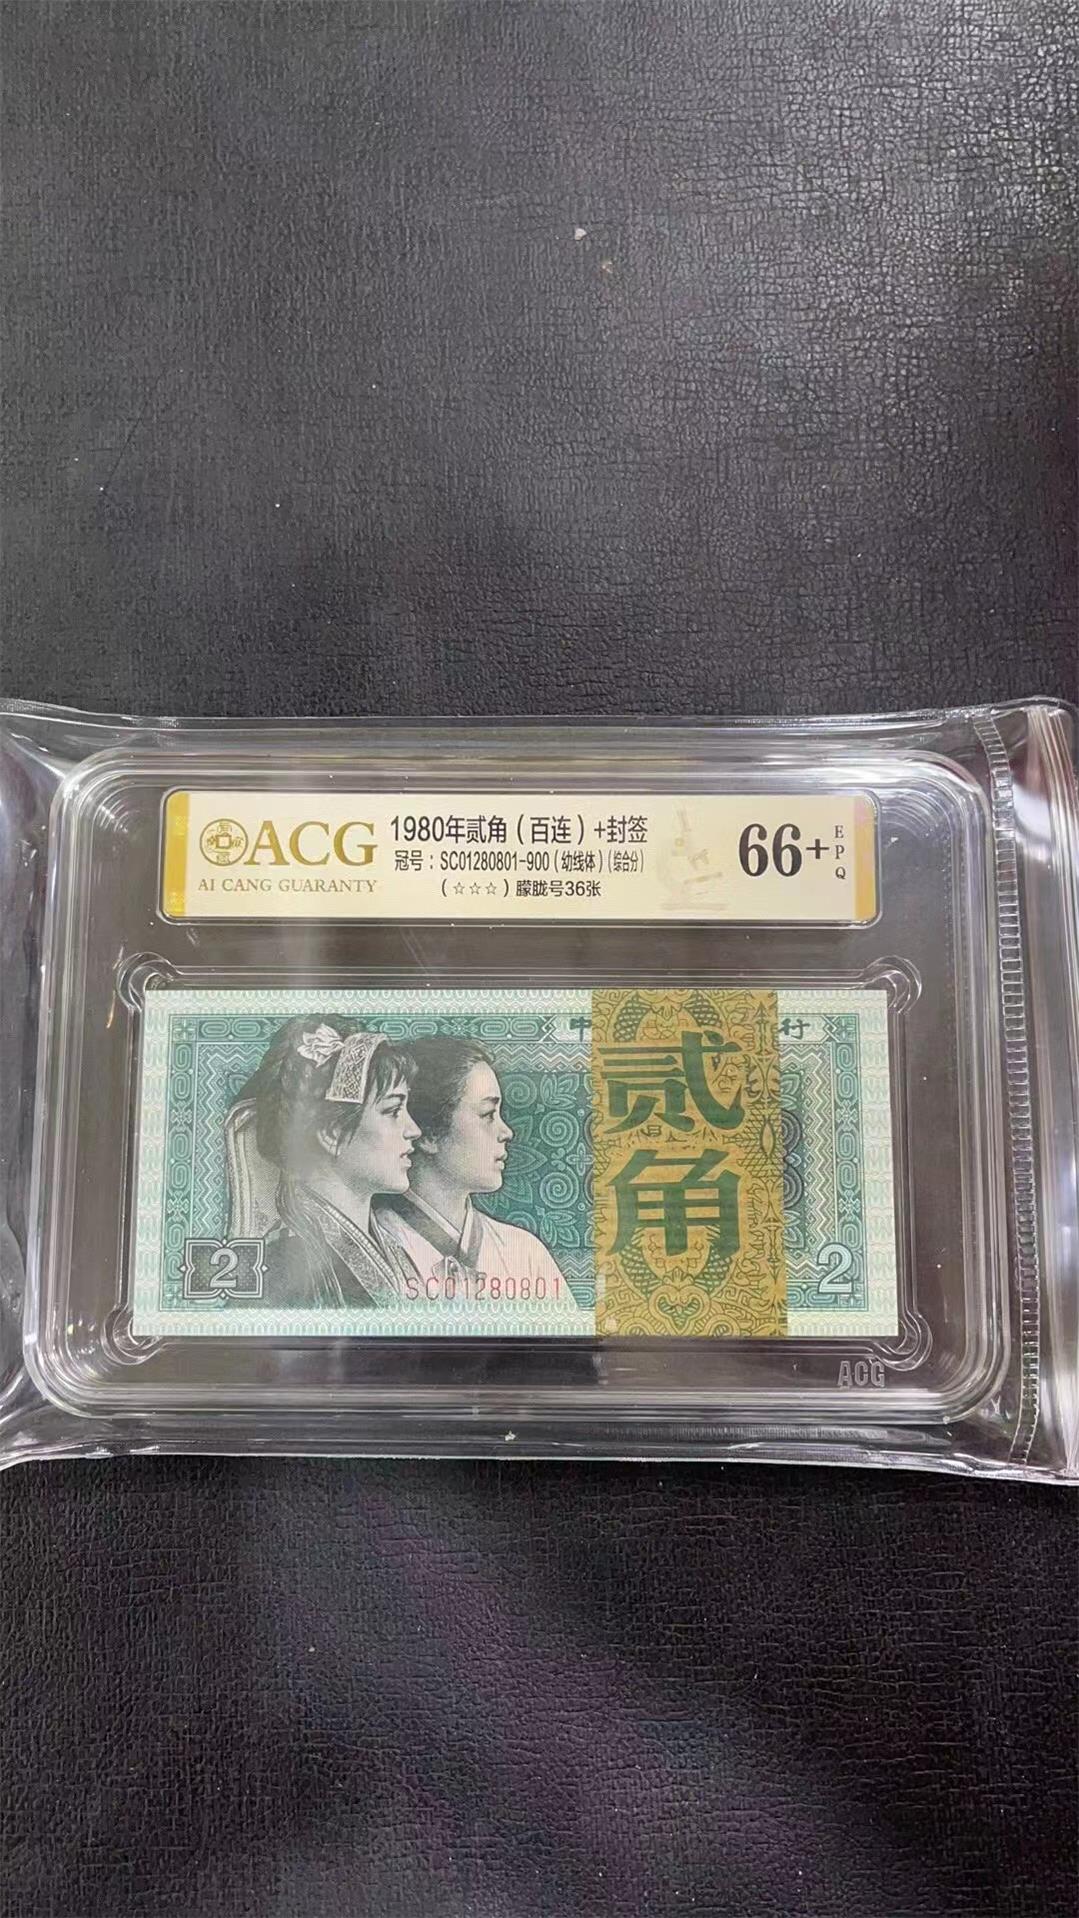 ACG
AI CANG GUARANTY
1980年贰角（百连）+封签
冠号：SC01280801-900（幼线体）（综合分）
（☆☆☆）朦胧号36张
66+
EPQ
中
行
贰角
2
SC01280801
2
ACG